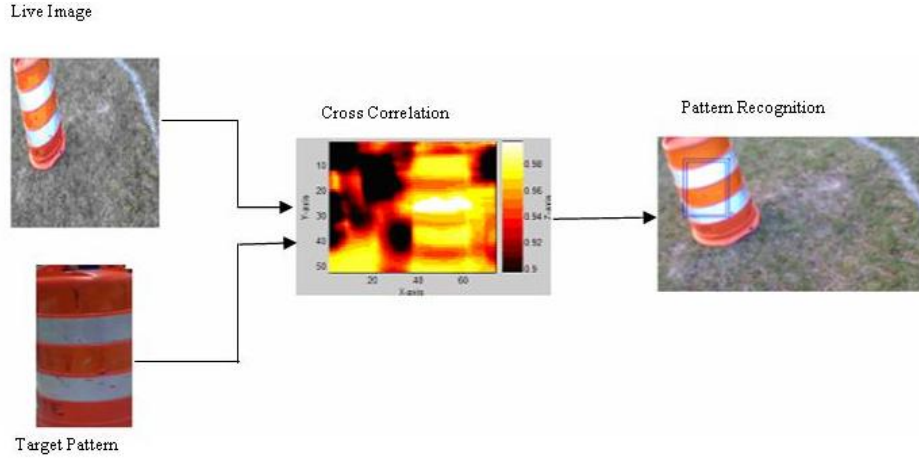 Live Image
Cross Correlation
Pattern Recognition
10
20
30
40
50
Y-axis
20
40
60
X-axis
0.98
0.96
0.94
0.92
0.9
Z-axis
Target Pattern